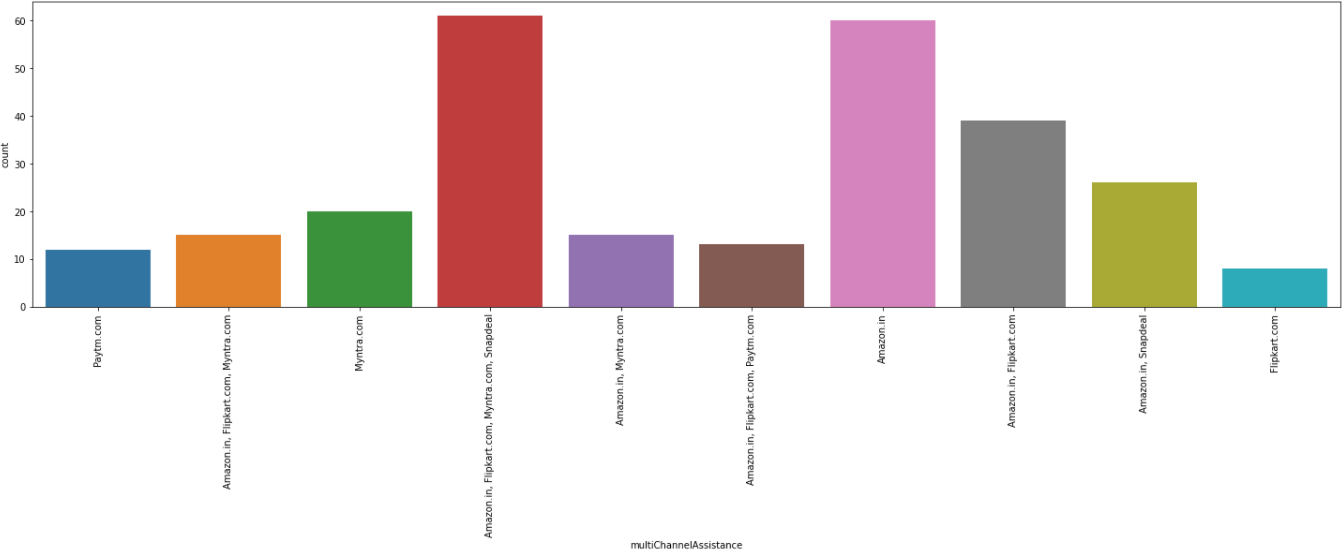 60
50
40
30
20
10
0
count
Paytm.com
Amazon.in, Flipkart.com, Myntra.com
Myntra.com
Amazon.in, Flipkart.com, Myntra.com, Snapdeal
Amazon.in, Myntra.com
Amazon.in, Flipkart.com, Paytm.com
Amazon.in
Amazon.in, Flipkart.com
Amazon.in, Snapdeal
Flipkart.com
multiChannelAssistance